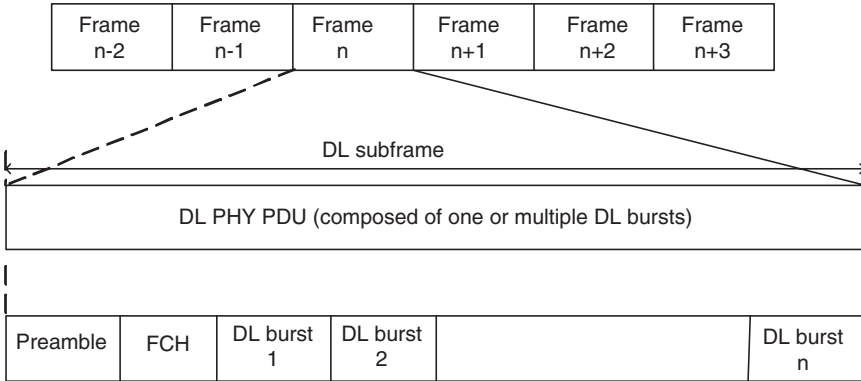 Frame n-2
Frame n-1
Frame n
Frame n+1
Frame n+2
Frame n+3
DL subframe
DL PHY PDU (composed of one or multiple DL bursts)
Preamble
FCH
DL burst 1
DL burst 2
DL burst n